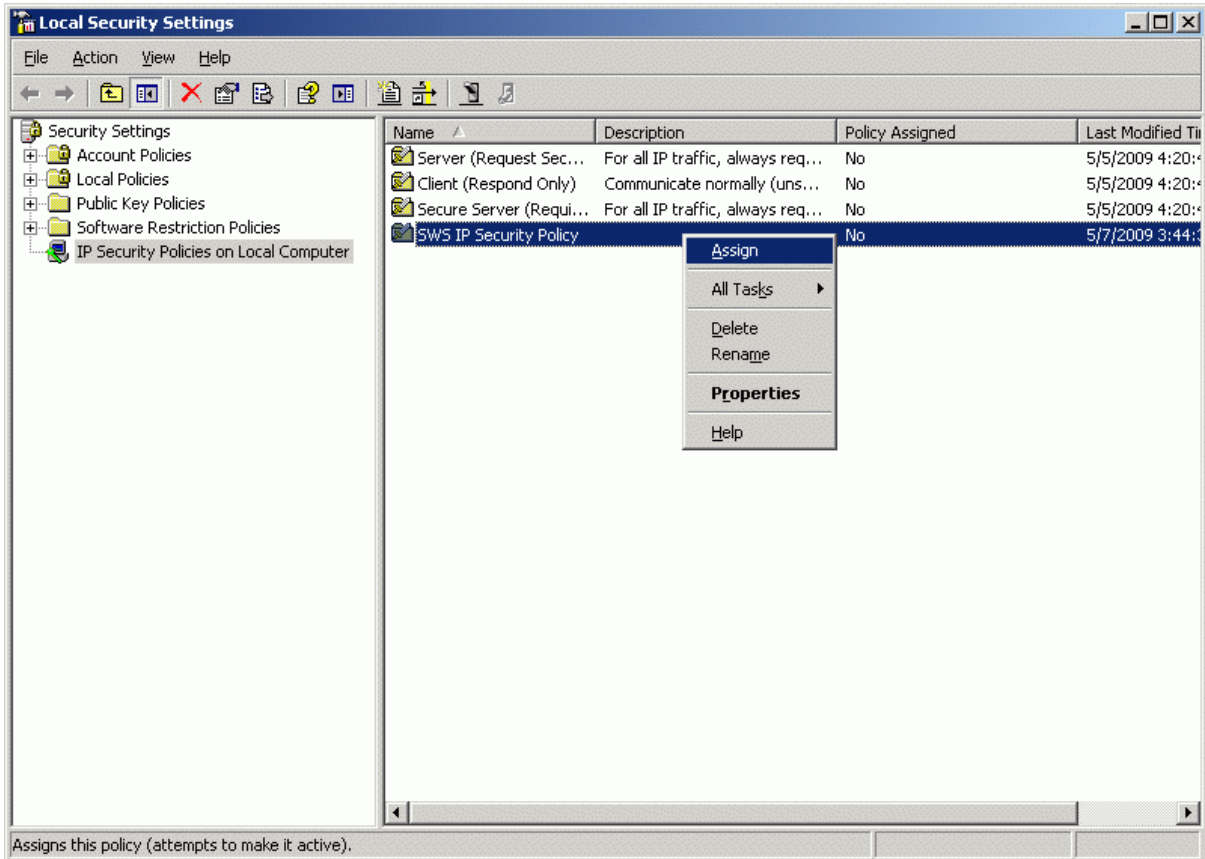 Local Security Settings
File Action View Help
Security Settings
Account Policies
Local Policies
Public Key Policies
Software Restriction Policies
IP Security Policies on Local Computer
Name Description Policy Assigned Last Modified Ti
Server (Request Sec... For all IP traffic, always req... No 5/5/2009 4:20:
Client (Respond Only) Communicate normally (uns... No 5/5/2009 4:20:
Secure Server (Requi... For all IP traffic, always req... No 5/5/2009 4:20:
SWS IP Security Policy No 5/7/2009 3:44:
Assign
All Tasks
Delete
Rename
Properties
Help
Assigns this policy (attempts to make it active).